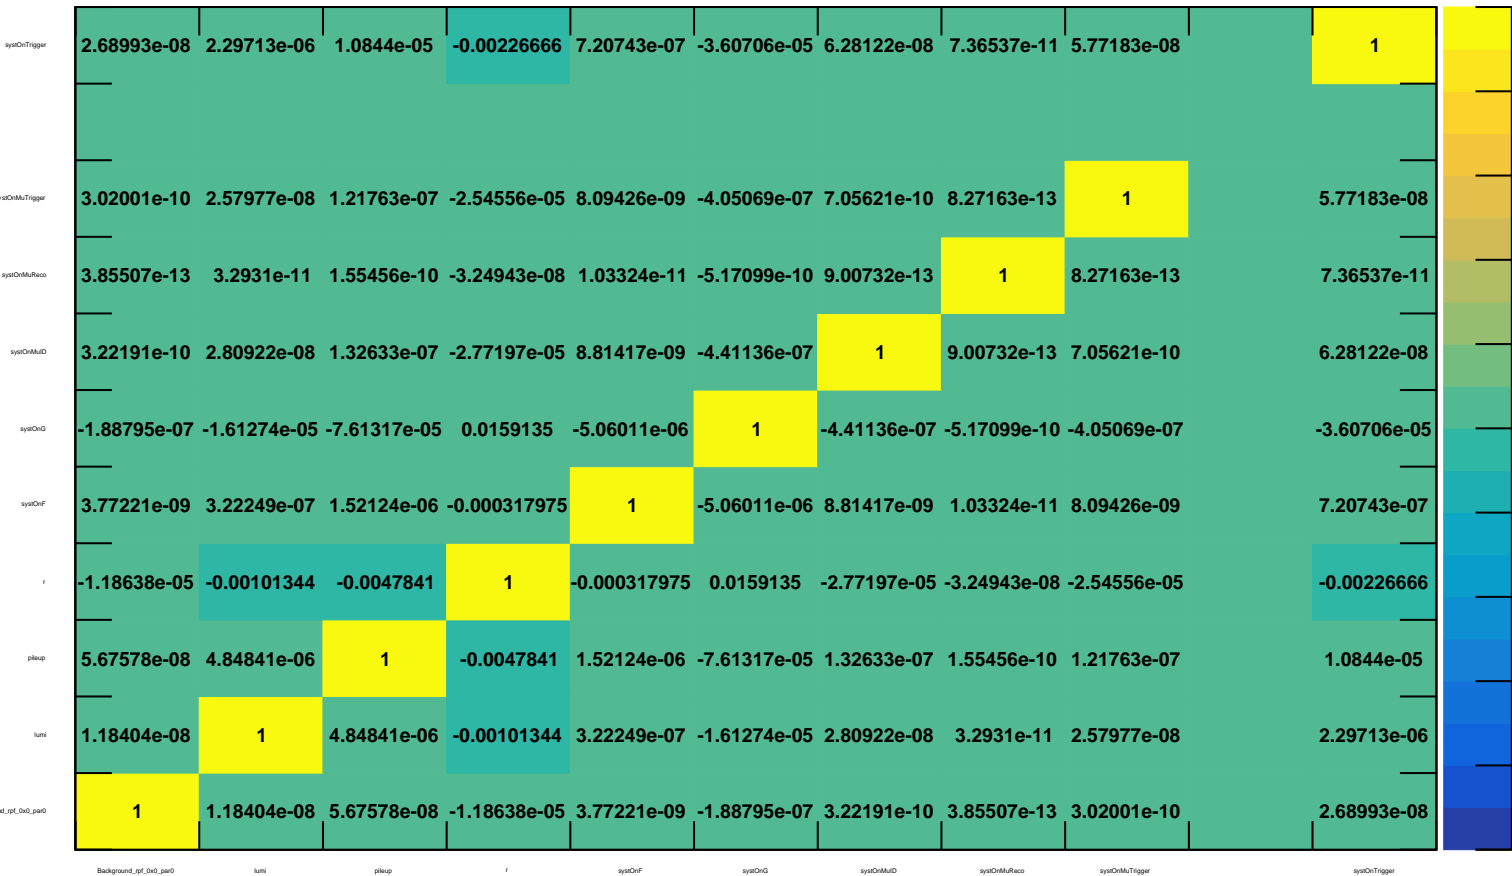 systOnTrigger 2.68993e-08 2.29713e-06 1.0844e-05 -0.00226666 7.20743e-07 -3.60706e-05 6.28122e-08 7.36537e-11 5.77183e-08 1
stOnMuTrigger 3.02001e-10 2.57977e-08 1.21763e-07 -2.54556e-05 8.09426e-09 -4.05069e-07 7.05621e-10 8.27163e-13 1 5.77183e-08
systOnMuReco 3.85507e-13 3.2931e-11 1.55456e-10 -3.24943e-08 1.03324e-11 -5.17099e-10 9.00732e-13 1 8.27163e-13 7.36537e-11
systOnMuID 3.22191e-10 2.80922e-08 1.32633e-07 -2.77197e-05 8.81417e-09 -4.41136e-07 1 9.00732e-13 7.05621e-10 6.28122e-08
systOnG -1.88795e-07 -1.61274e-05 -7.61317e-05 0.0159135 -5.06011e-06 1 -4.41136e-07 -5.17099e-10 -4.05069e-07 -3.60706e-05
systOnF 3.77221e-09 3.22249e-07 1.52124e-06 -0.000317975 1 -5.06011e-06 8.81417e-09 1.03324e-11 8.09426e-09 7.20743e-07
r -1.18638e-05 -0.00101344 -0.0047841 1 -0.000317975 0.0159135 -2.77197e-05 -3.24943e-08 -2.54556e-05 -0.00226666
pileup 5.67578e-08 4.84841e-06 1 -0.0047841 1.52124e-06 -7.61317e-05 1.32633e-07 1.55456e-10 1.21763e-07 1.0844e-05
lumi 1.18404e-08 1 4.84841e-06 -0.00101344 3.22249e-07 -1.61274e-05 2.80922e-08 3.2931e-11 2.57977e-08 2.29713e-06
d_rpf_0x0_par0 1 1.18404e-08 5.67578e-08 -1.18638e-05 3.77221e-09 -1.88795e-07 3.22191e-10 3.85507e-13 3.02001e-10 2.68993e-08
Background_rpf_0x0_par0 lumi pileup r systOnF systOnG systOnMuID systOnMuReco systOnMuTrigger systOnTrigger